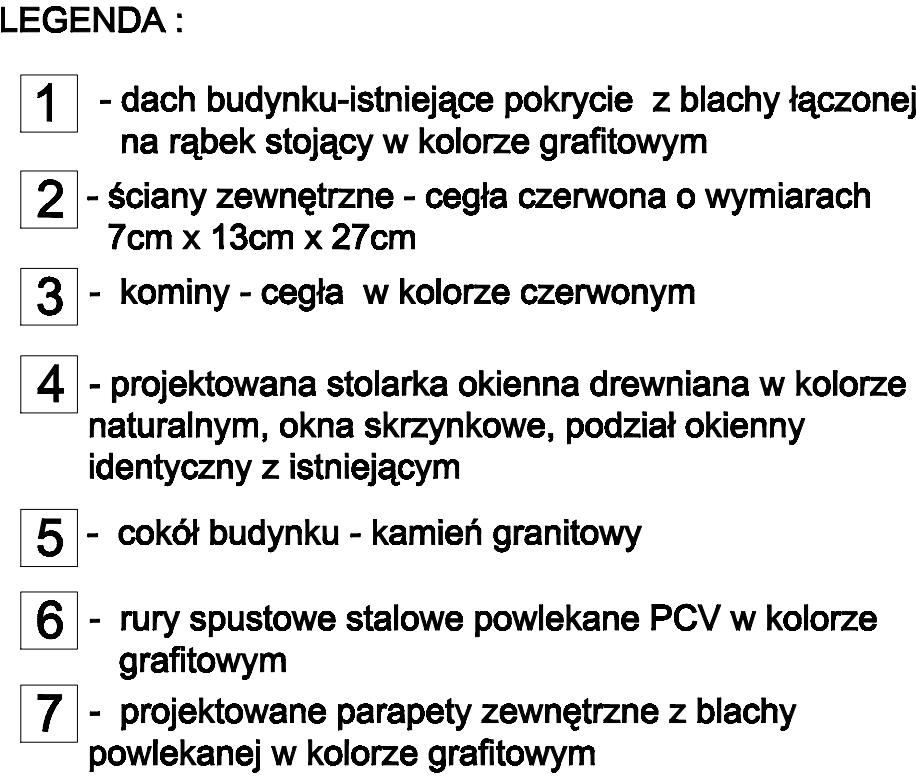 LEGENDA :
1 - dach budynku-istniejące pokrycie z blachy łączonej
na rąbek stojący w kolorze grafitowym
2 - ściany zewnętrzne - cegła czerwona o wymiarach
7cm x 13cm x 27cm
3 - kominy - cegła w kolorze czerwonym
4 - projektowana stolarka okienna drewniana w kolorze
naturalnym, okna skrzynkowe, podział okienny
identyczny z istniejącym
5 - cokół budynku - kamień granitowy
6 - rury spustowe stalowe powlekane PCV w kolorze
grafitowym
7 - projektowane parapety zewnętrzne z blachy
powlekanej w kolorze grafitowym